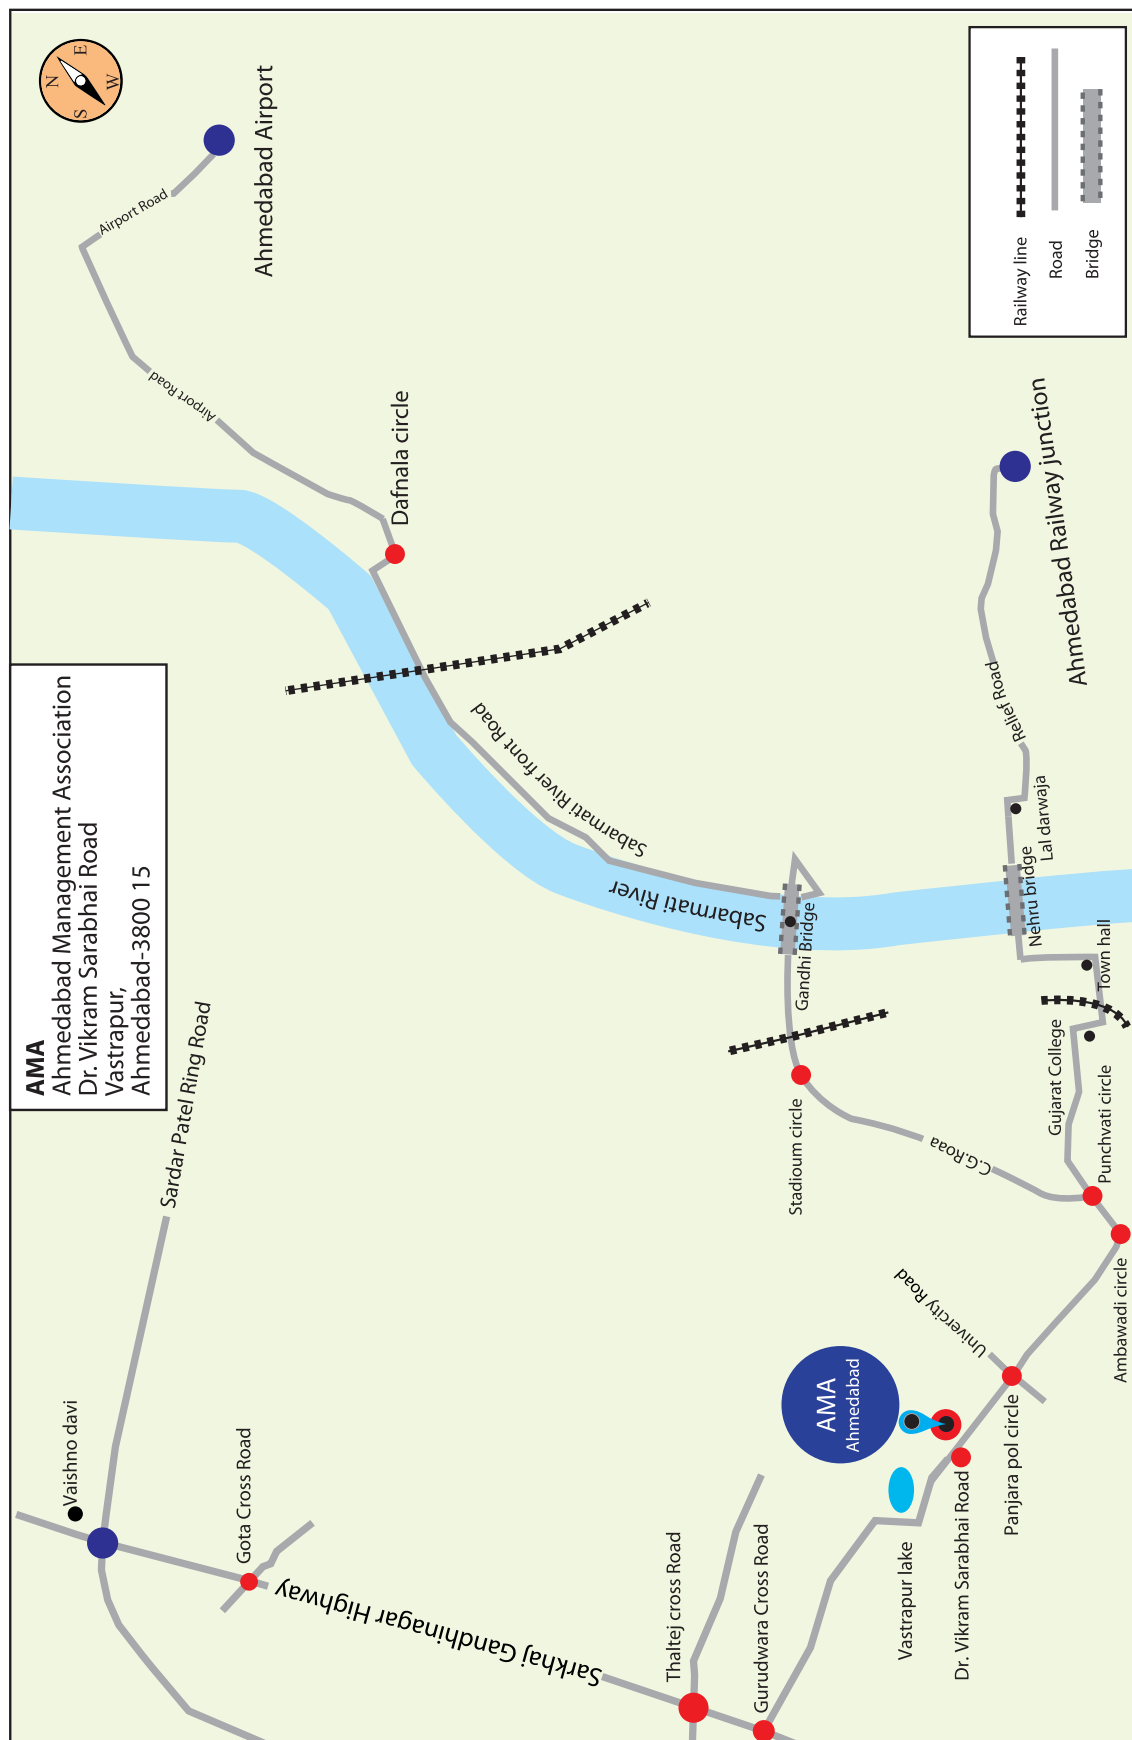 AMA
Ahmedabad Management Association
Dr. Vikram Sarabhai Road
Vastrapur,
Ahmedabad-3800 15
N
E
S
W
Ahmedabad Airport
Airport Road
Airport Road
Dafnala circle
Sabarmati River front Road
Sabarmati River
Gandhi Bridge
Stadioum circle
C.G.Roaa
Sardar Patel Ring Road
Vaishno davi
Gota Cross Road
Sarkhaj Gandhinagar Highway
Thaltej cross Road
Gurudwara Cross Road
AMA
Ahmedabad
Vastrapur lake
Dr. Vikram Sarabhai Road
Panjara pol circle
Univercity Road
Ambawadi circle
Punchvati circle
Gujarat College
Town hall
Nehru bridge
Lal darwaja
Relief Road
Ahmedabad Railway junction
Railway line
Road
Bridge